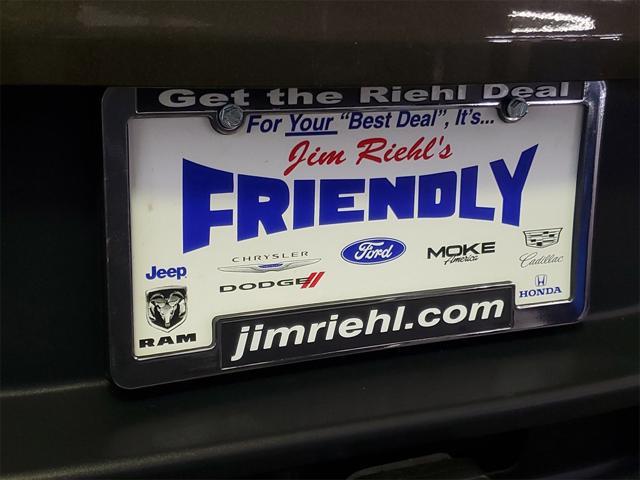 Get the Riehl Deal
For Your "Best Deal", It's...
Jim Riehl's
FRIENDLY
Jeep
RAM
CHRYSLER
DODGE
Ford
MOKE
America
Cadillac
HONDA
jimriehl.com